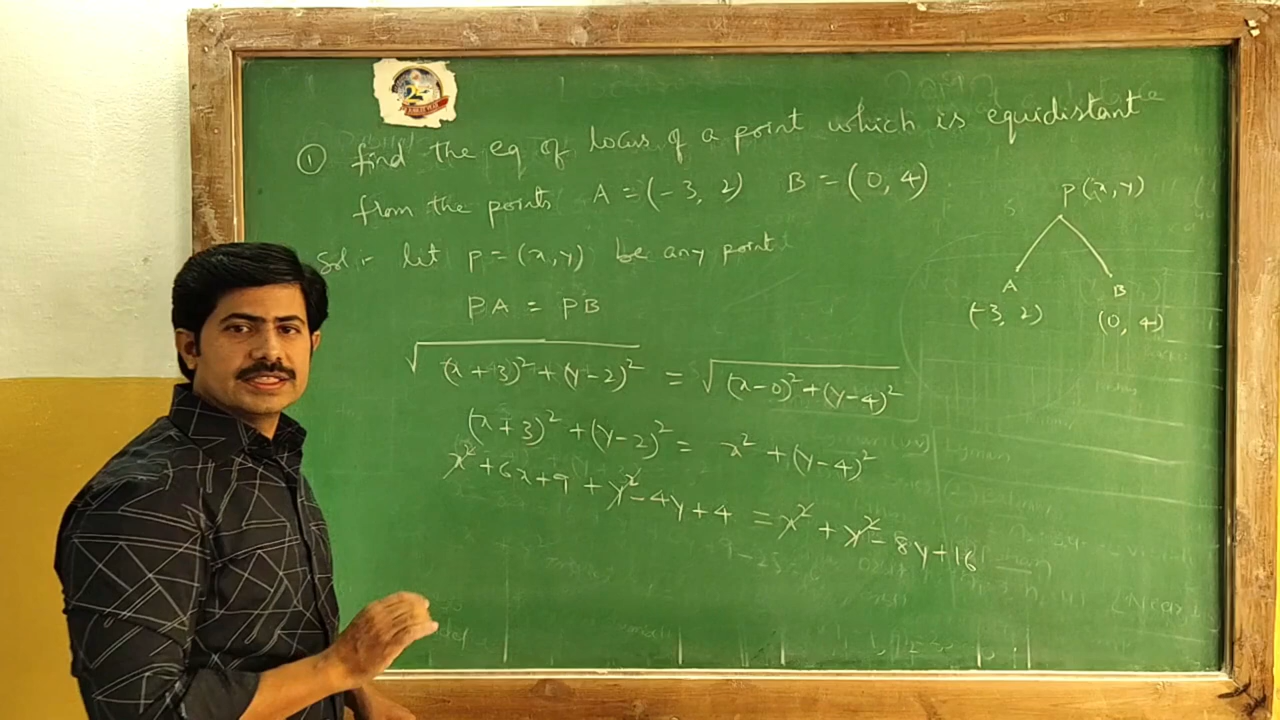 ① find the eq of locus of a point which is equidistant
from the points A = (-3, 2) B = (0, 4)
Sol :- let P = (x, y) be any point
PA = PB
√(x + 3)² + (y - 2)² = √(x - 0)² + (y - 4)²
(x + 3)² + (y - 2)² = x² + (y - 4)²
x² + 6x + 9 + y² - 4y + 4 = x² + y² - 8y + 16
P(x, y)
A B
(-3, 2) (0, 4)